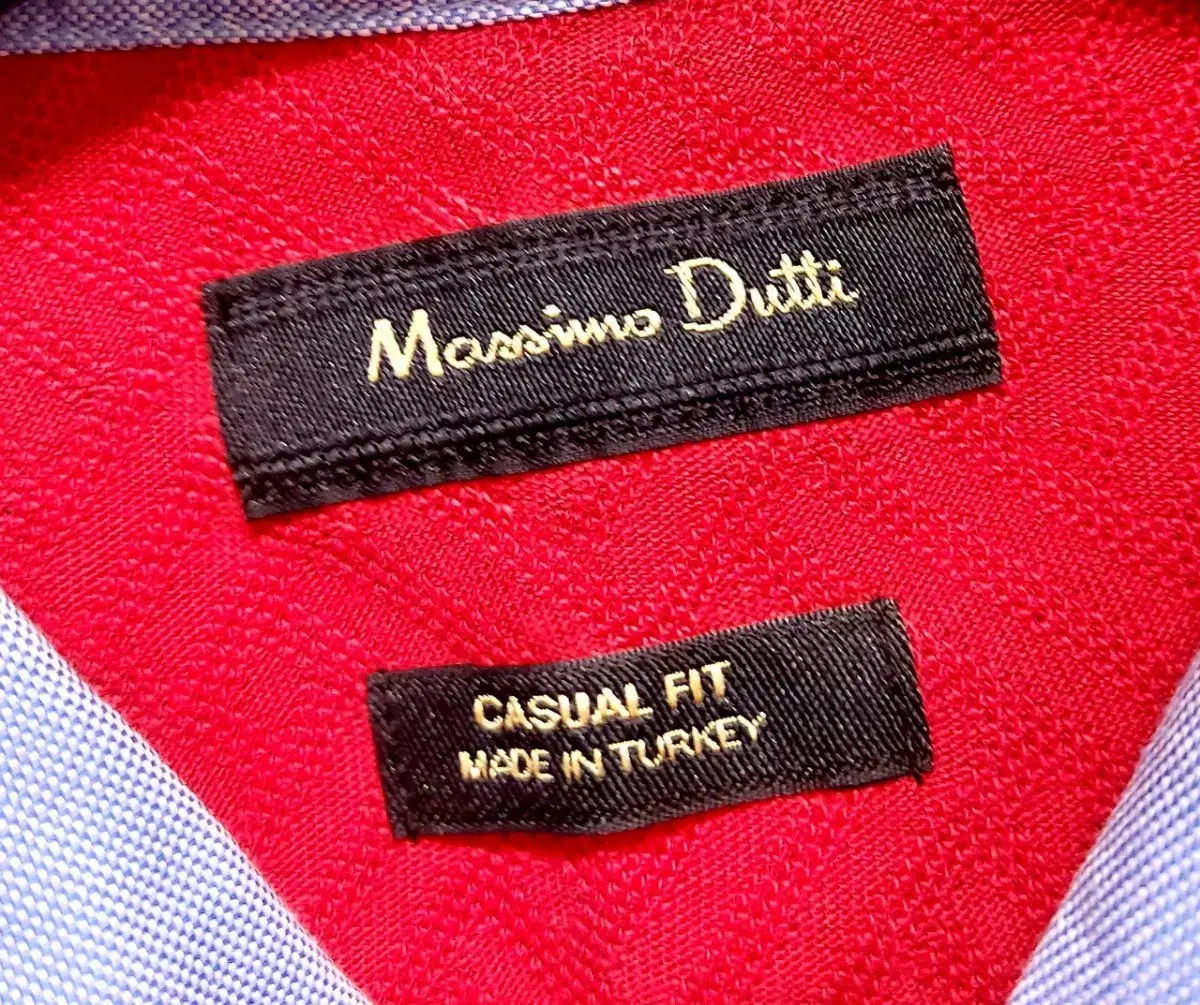 Massimo Dutti
CASUAL FIT
MADE IN TURKEY